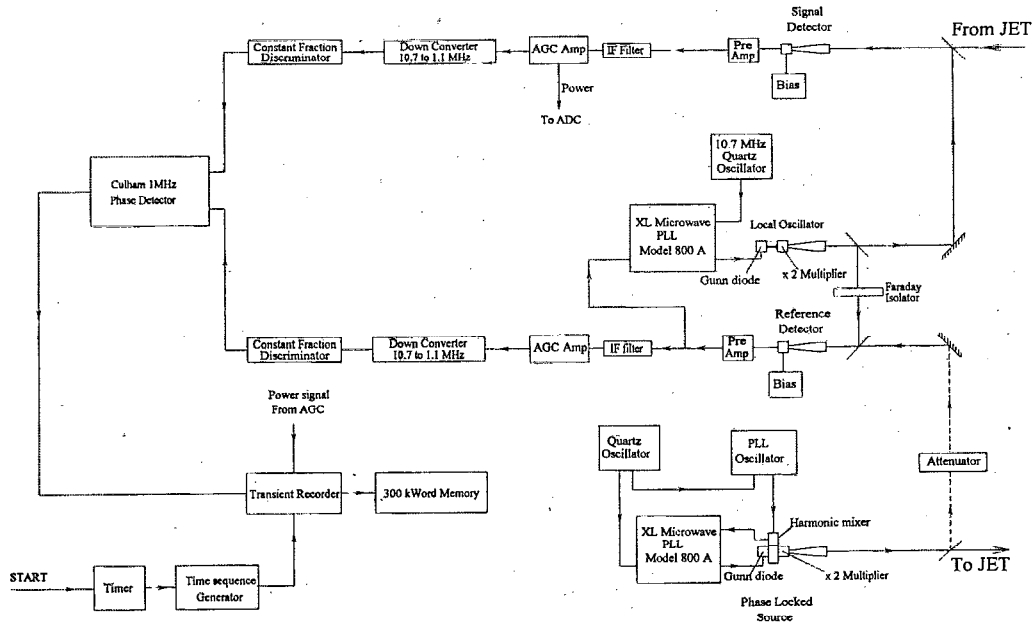 Signal
Detector
From JET
Constant Fraction
Discriminator
Down Converter
10.7 to 1.1 MHz
AGC Amp
IF Filter
Pre
Amp
Bias
Power
To ADC
10.7 MHz
Quartz
Oscillator
Culham 1MHz
Phase Detector
XL Microwave
PLL
Model 800 A
Local Oscillator
Gunn diode
x 2 Multiplier
Faraday
Isolator
Reference
Detector
Constant Fraction
Discriminator
Down Converter
10.7 to 1.1 MHz
AGC Amp
IF filter
Pre
Amp
Bias
Power signal
From AGC
Quartz
Oscillator
PLL
Oscillator
Attenuator
Transient Recorder
300 kWord Memory
Harmonic mixer
XL Microwave
PLL
Model 800 A
Gunn diode
x 2 Multiplier
To JET
START
Timer
Time sequence
Generator
Phase Locked
Source